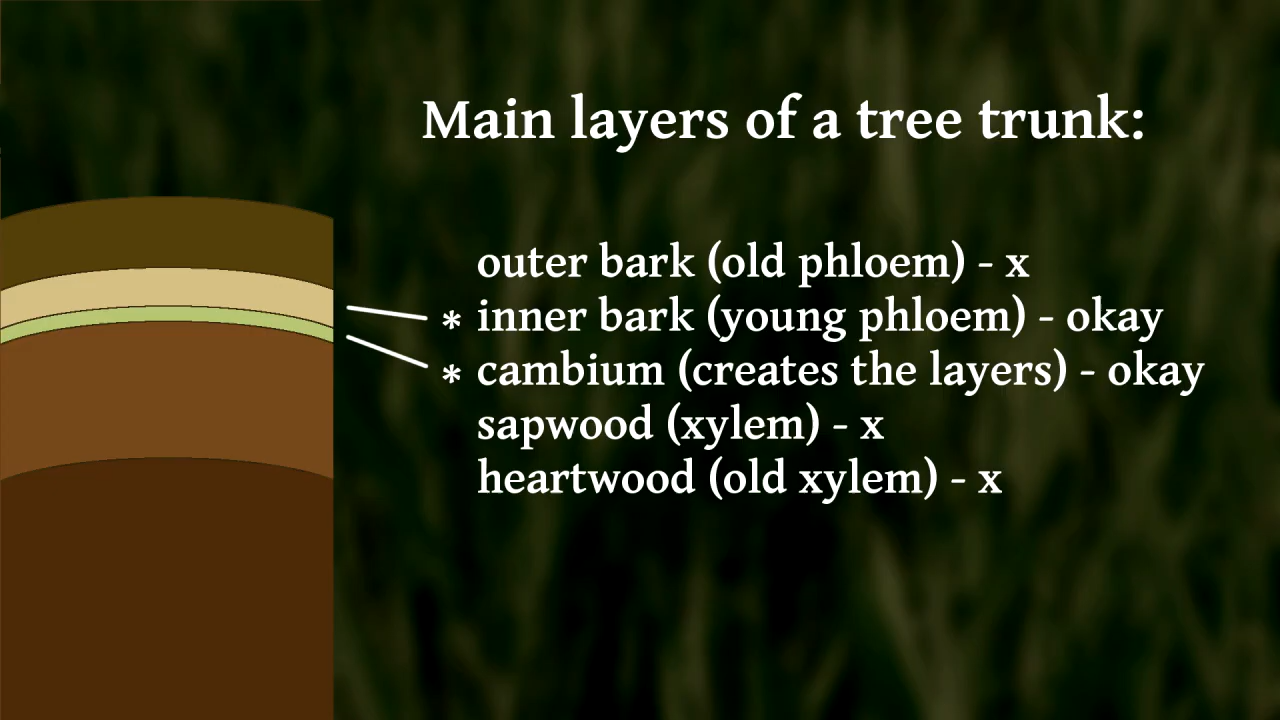 Main layers of a tree trunk:
outer bark (old phloem) - x
* inner bark (young phloem) - okay
* cambium (creates the layers) - okay
sapwood (xylem) - x
heartwood (old xylem) - x